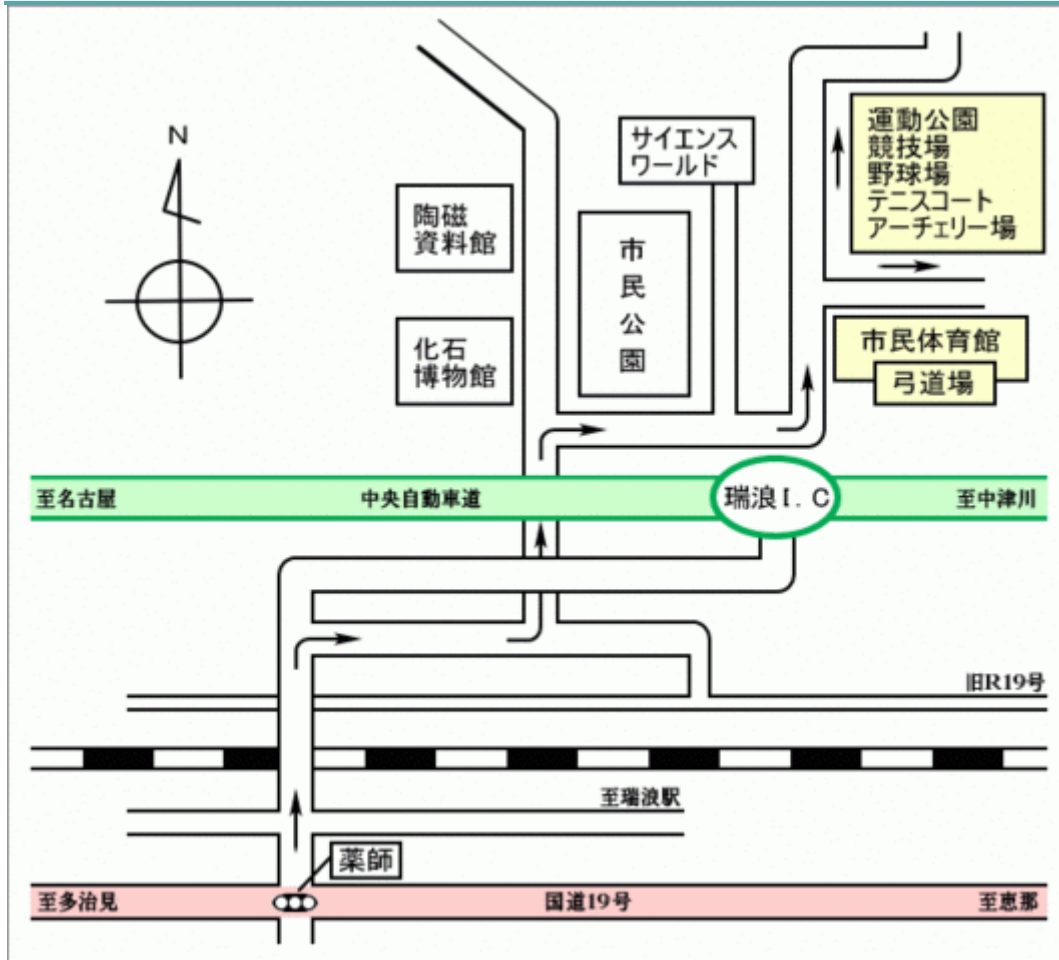 N
サイエンス
ワールド
運動公園
競技場
野球場
テニスコート
アーチェリー場
陶磁
資料館
市民公園
化石
博物館
市民体育館
弓道場
至名古屋
中央自動車道
瑞浪I.C
至中津川
旧R19号
至瑞浪駅
薬師
至多治見
国道19号
至恵那